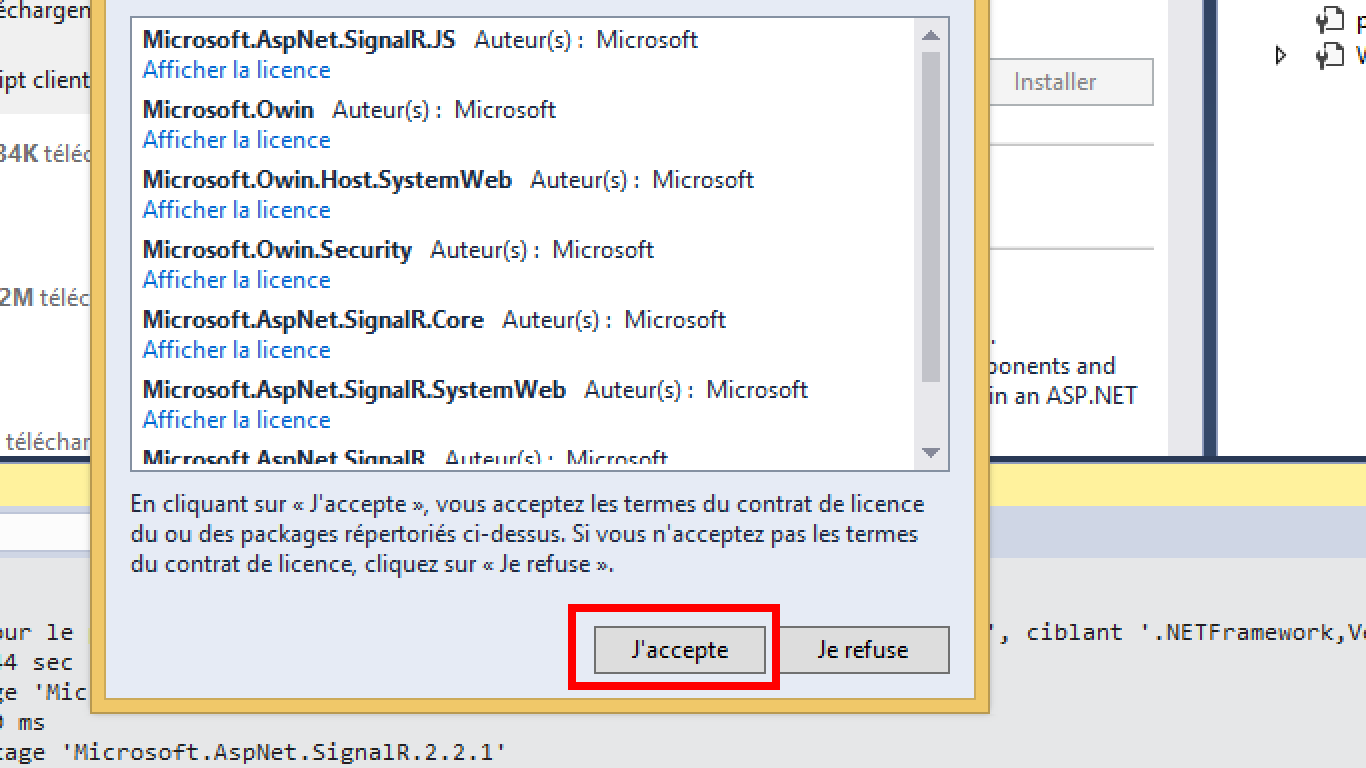 Microsoft.AspNet.SignalR.JS Auteur(s) : Microsoft
Afficher la licence
Microsoft.Owin Auteur(s) : Microsoft
Afficher la licence
Microsoft.Owin.Host.SystemWeb Auteur(s) : Microsoft
Afficher la licence
Microsoft.Owin.Security Auteur(s) : Microsoft
Afficher la licence
Microsoft.AspNet.SignalR.Core Auteur(s) : Microsoft
Afficher la licence
Microsoft.AspNet.SignalR.SystemWeb Auteur(s) : Microsoft
Afficher la licence
Microsoft.AspNet.SignalR Auteur(s) : Microsoft
En cliquant sur « J'accepte », vous acceptez les termes du contrat de licence
du ou des packages répertoriés ci-dessus. Si vous n'acceptez pas les termes
du contrat de licence, cliquez sur « Je refuse ».
J'accepte
Je refuse
échargen
ipt client
34K téléc
2M téléc
téléchar
Installer
ponents and
in an ASP.NET
our le
', ciblant '.NETFramework,Ve
44 sec
ge 'Mic
0 ms
kage 'Microsoft.AspNet.SignalR.2.2.1'